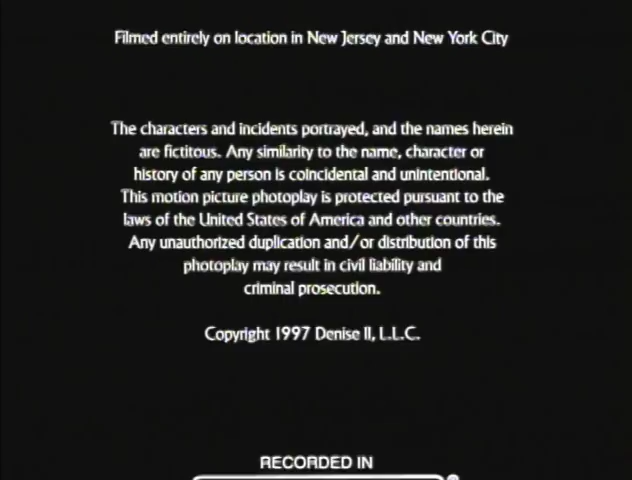 Filmed entirely on location in New Jersey and New York City
The characters and incidents portrayed, and the names herein
are fictitous. Any similarity to the name, character or
history of any person is coincidental and unintentional.
This motion picture photoplay is protected pursuant to the
laws of the United States of America and other countries.
Any unauthorized duplication and/or distribution of this
photoplay may result in civil liability and
criminal prosecution.
Copyright 1997 Denise II, L.L.C.
RECORDED IN